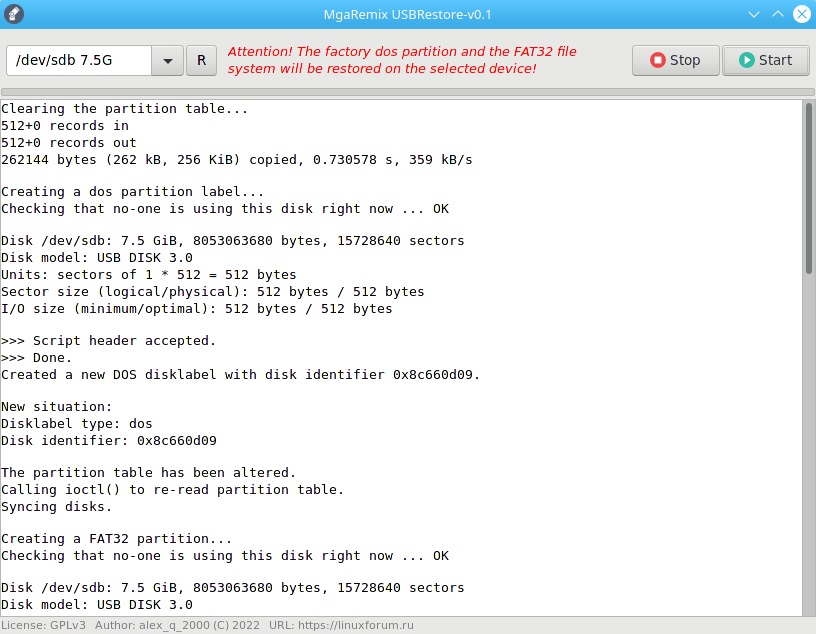 MgaRemix USBRestore-v0.1
/dev/sdb 7.5G
R
Attention! The factory dos partition and the FAT32 file
system will be restored on the selected device!
Stop
Start
Clearing the partition table...
512+0 records in
512+0 records out
262144 bytes (262 kB, 256 KiB) copied, 0.730578 s, 359 kB/s
Creating a dos partition label...
Checking that no-one is using this disk right now ... OK
Disk /dev/sdb: 7.5 GiB, 8053063680 bytes, 15728640 sectors
Disk model: USB DISK 3.0
Units: sectors of 1 * 512 = 512 bytes
Sector size (logical/physical): 512 bytes / 512 bytes
I/O size (minimum/optimal): 512 bytes / 512 bytes
>>> Script header accepted.
>>> Done.
Created a new DOS disklabel with disk identifier 0x8c660d09.
New situation:
Disklabel type: dos
Disk identifier: 0x8c660d09
The partition table has been altered.
Calling ioctl() to re-read partition table.
Syncing disks.
Creating a FAT32 partition...
Checking that no-one is using this disk right now ... OK
Disk /dev/sdb: 7.5 GiB, 8053063680 bytes, 15728640 sectors
Disk model: USB DISK 3.0
License: GPLv3 Author: alex_q_2000 (C) 2022 URL: https://linuxforum.ru